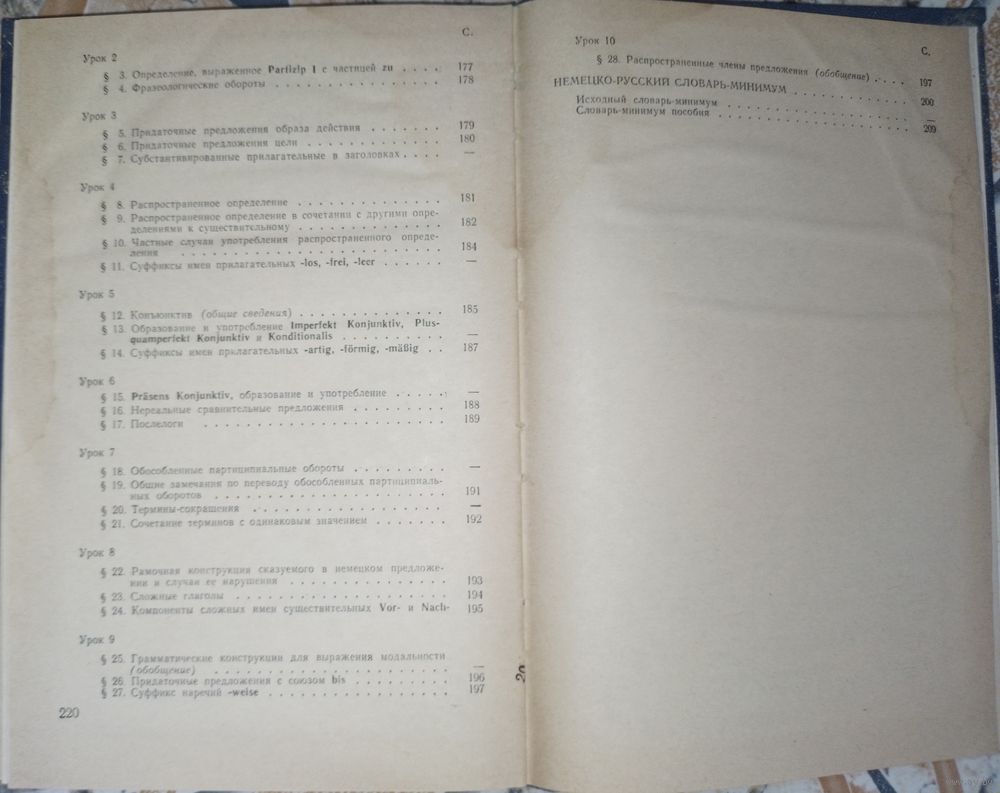 С.
Урок 2
§ 3. Определение, выраженное Partizip I с частицей zu . . . . 177
§ 4. Фразеологические обороты . . . . . . . . . . . . . 178
Урок 3
§ 5. Придаточные предложения образа действия . . . . . . . 179
§ 6. Придаточные предложения цели . . . . . . . . . . . 180
§ 7. Субстантивированные прилагательные в заголовках . . . . —
Урок 4
§ 8. Распространенное определение . . . . . . . . . . . . 181
§ 9. Распространенное определение в сочетании с другими опре-
делениями к существительному . . . . . . . . . . . . 182
§ 10. Частные случаи употребления распространенного опреде-
ления . . . . . . . . . . . . . . . . . . . . . 184
§ 11. Суффиксы имен прилагательных -los, -frei, -leer . . . . . . —
Урок 5
§ 12. Конъюнктив (общие сведения) . . . . . . . . . . . . 185
§ 13. Образование и употребление Imperfekt Konjunktiv, Plus-
quamperfekt Konjunktiv и Konditionalis . . . . . . . . . —
§ 14. Суффиксы имен прилагательных -artig, -förmig, -mäßig . . 187
Урок 6
§ 15. Präsens Konjunktiv, образование и употребление . . . . . —
§ 16. Нереальные сравнительные предложения . . . . . . . . 188
§ 17. Послелоги . . . . . . . . . . . . . . . . . . . 189
Урок 7
§ 18. Обособленные партиципиальные обороты . . . . . . . . —
§ 19. Общие замечания по переводу обособленных партиципиаль-
ных оборотов . . . . . . . . . . . . . . . . . . 191
§ 20. Термины-сокращения . . . . . . . . . . . . . . . —
§ 21. Сочетание терминов с одинаковым значением . . . . . . . 192
Урок 8
§ 22. Рамочная конструкция сказуемого в немецком предложе-
нии и случаи ее нарушения . . . . . . . . . . . . . 193
§ 23. Сложные глаголы . . . . . . . . . . . . . . . . . 194
§ 24. Компоненты сложных имен существительных Vor- и Nach- 195
Урок 9
§ 25. Грамматические конструкции для выражения модальности
(обобщение) . . . . . . . . . . . . . . . . . . . —
§ 26. Придаточные предложения с союзом bis . . . . . . . . . 196
§ 27. Суффикс наречий -weise . . . . . . . . . . . . . . . 197
220
С.
Урок 10
§ 28. Распространенные члены предложения (обобщение) . . . . 197
НЕМЕЦКО-РУССКИЙ СЛОВАРЬ-МИНИМУМ . . . . . . . . . . 200
Исходный словарь-минимум . . . . . . . . . . . . . . —
Словарь-минимум пособия . . . . . . . . . . . . . . . 209